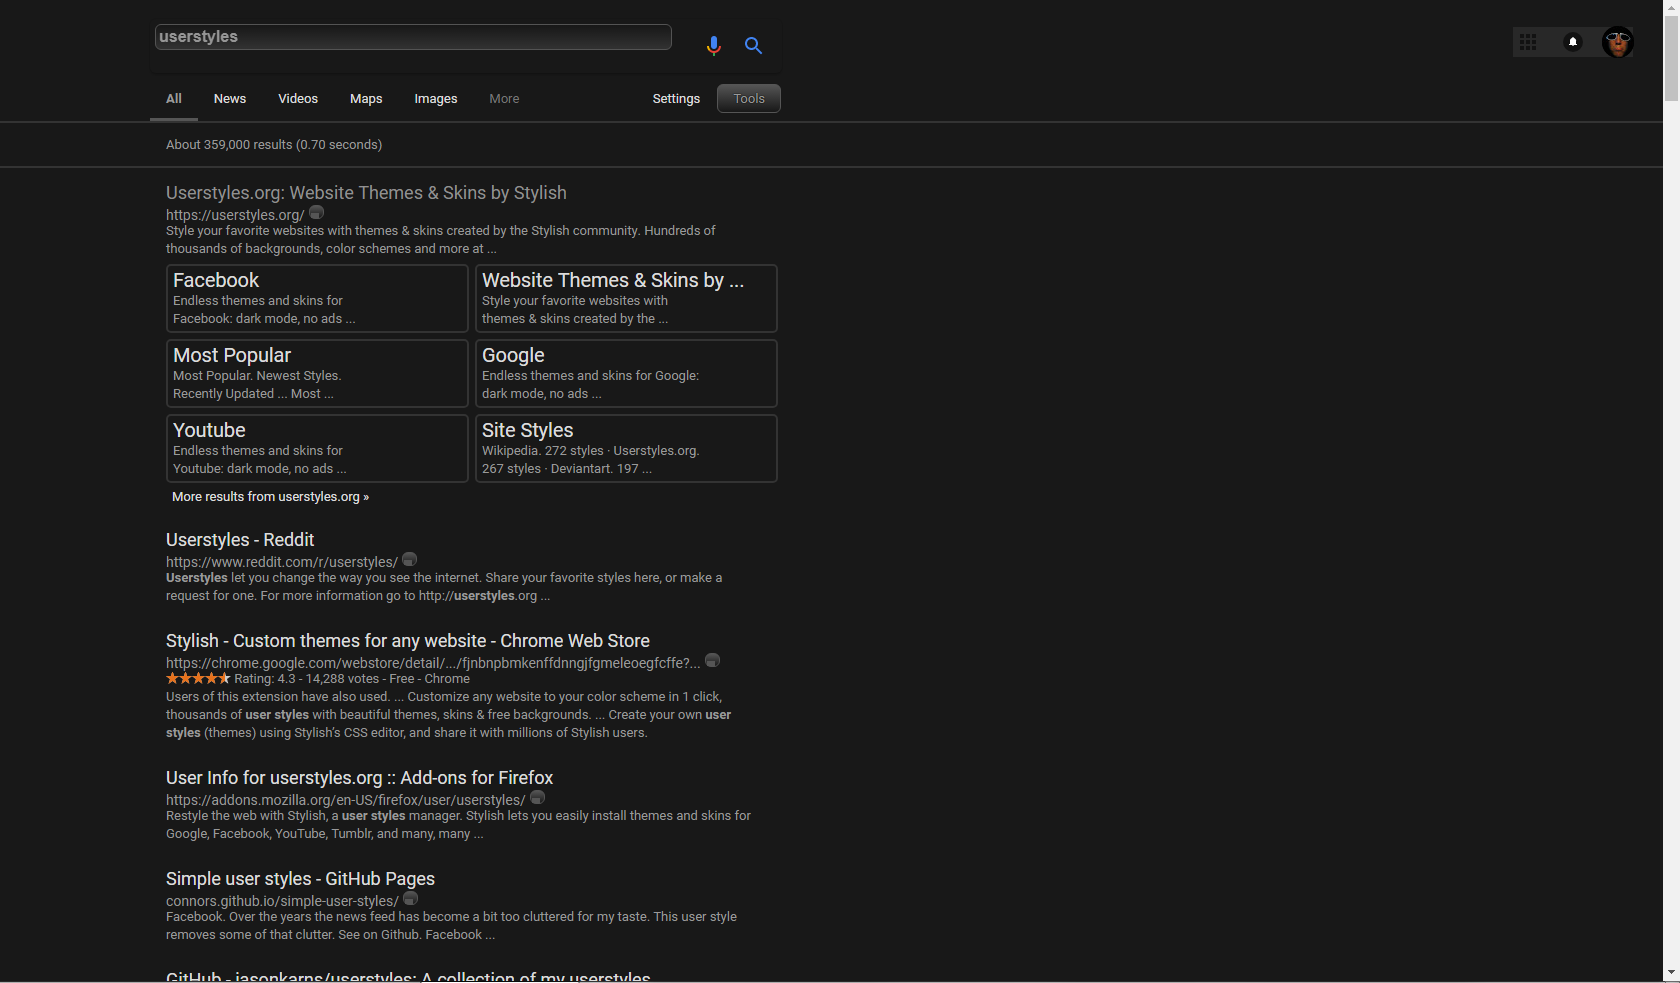 userstyles
All News Videos Maps Images More Settings Tools
About 359,000 results (0.70 seconds)
Userstyles.org: Website Themes & Skins by Stylish
https://userstyles.org/
Style your favorite websites with themes & skins created by the Stylish community. Hundreds of
thousands of backgrounds, color schemes and more at ...
Facebook
Endless themes and skins for
Facebook: dark mode, no ads ...
Website Themes & Skins by ...
Style your favorite websites with
themes & skins created by the ...
Most Popular
Most Popular. Newest Styles.
Recently Updated ... Most ...
Google
Endless themes and skins for Google:
dark mode, no ads ...
Youtube
Endless themes and skins for
Youtube: dark mode, no ads ...
Site Styles
Wikipedia. 272 styles · Userstyles.org.
267 styles · Deviantart. 197 ...
More results from userstyles.org »
Userstyles - Reddit
https://www.reddit.com/r/userstyles/
Userstyles let you change the way you see the internet. Share your favorite styles here, or make a
request for one. For more information go to http://userstyles.org ...
Stylish - Custom themes for any website - Chrome Web Store
https://chrome.google.com/webstore/detail/.../fjnbnpbmkenffdnngjfgmeleoegfcffe?...
Rating: 4.3 - 14,288 votes - Free - Chrome
Users of this extension have also used. ... Customize any website to your color scheme in 1 click,
thousands of user styles with beautiful themes, skins & free backgrounds. ... Create your own user
styles (themes) using Stylish's CSS editor, and share it with millions of Stylish users.
User Info for userstyles.org :: Add-ons for Firefox
https://addons.mozilla.org/en-US/firefox/user/userstyles/
Restyle the web with Stylish, a user styles manager. Stylish lets you easily install themes and skins for
Google, Facebook, YouTube, Tumblr, and many, many ...
Simple user styles - GitHub Pages
connors.github.io/simple-user-styles/
Facebook. Over the years the news feed has become a bit too cluttered for my taste. This user style
removes some of that clutter. See on Github. Facebook ...
GitHub - jasonkarns/userstyles: A collection of my userstyles